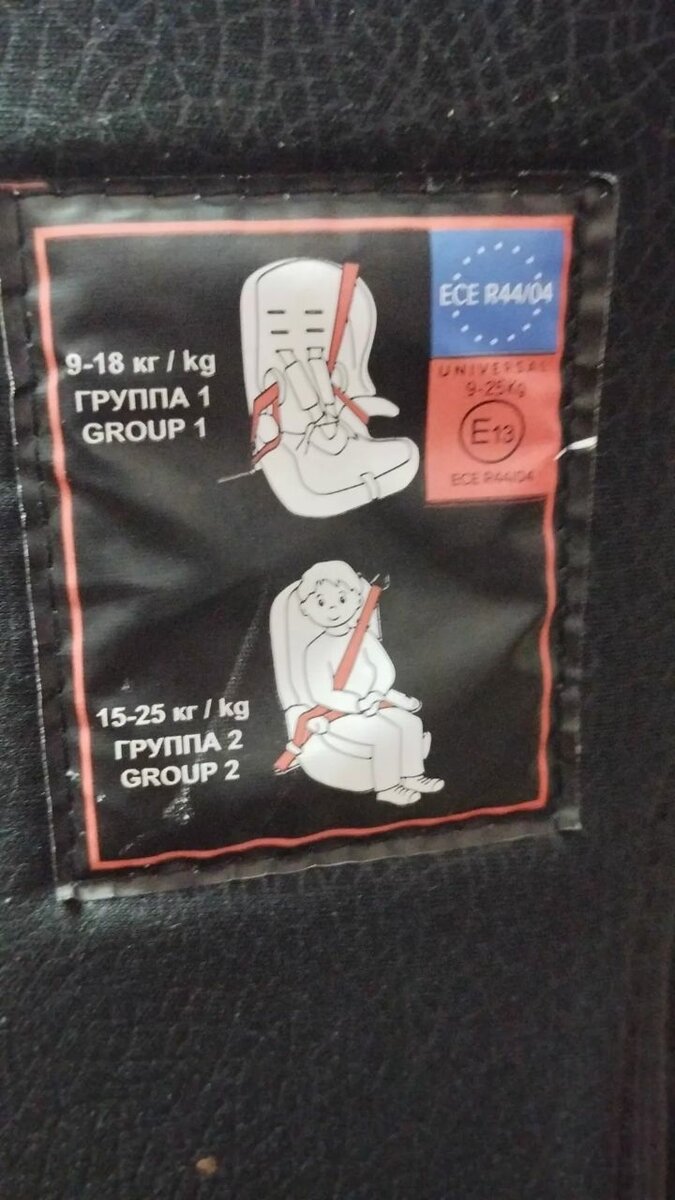 ECE R44/04
UNIVERSAL
9-25Kg
E13
ECE R44/04
9-18 кг / kg
ГРУППА 1
GROUP 1
15-25 кг / kg
ГРУППА 2
GROUP 2